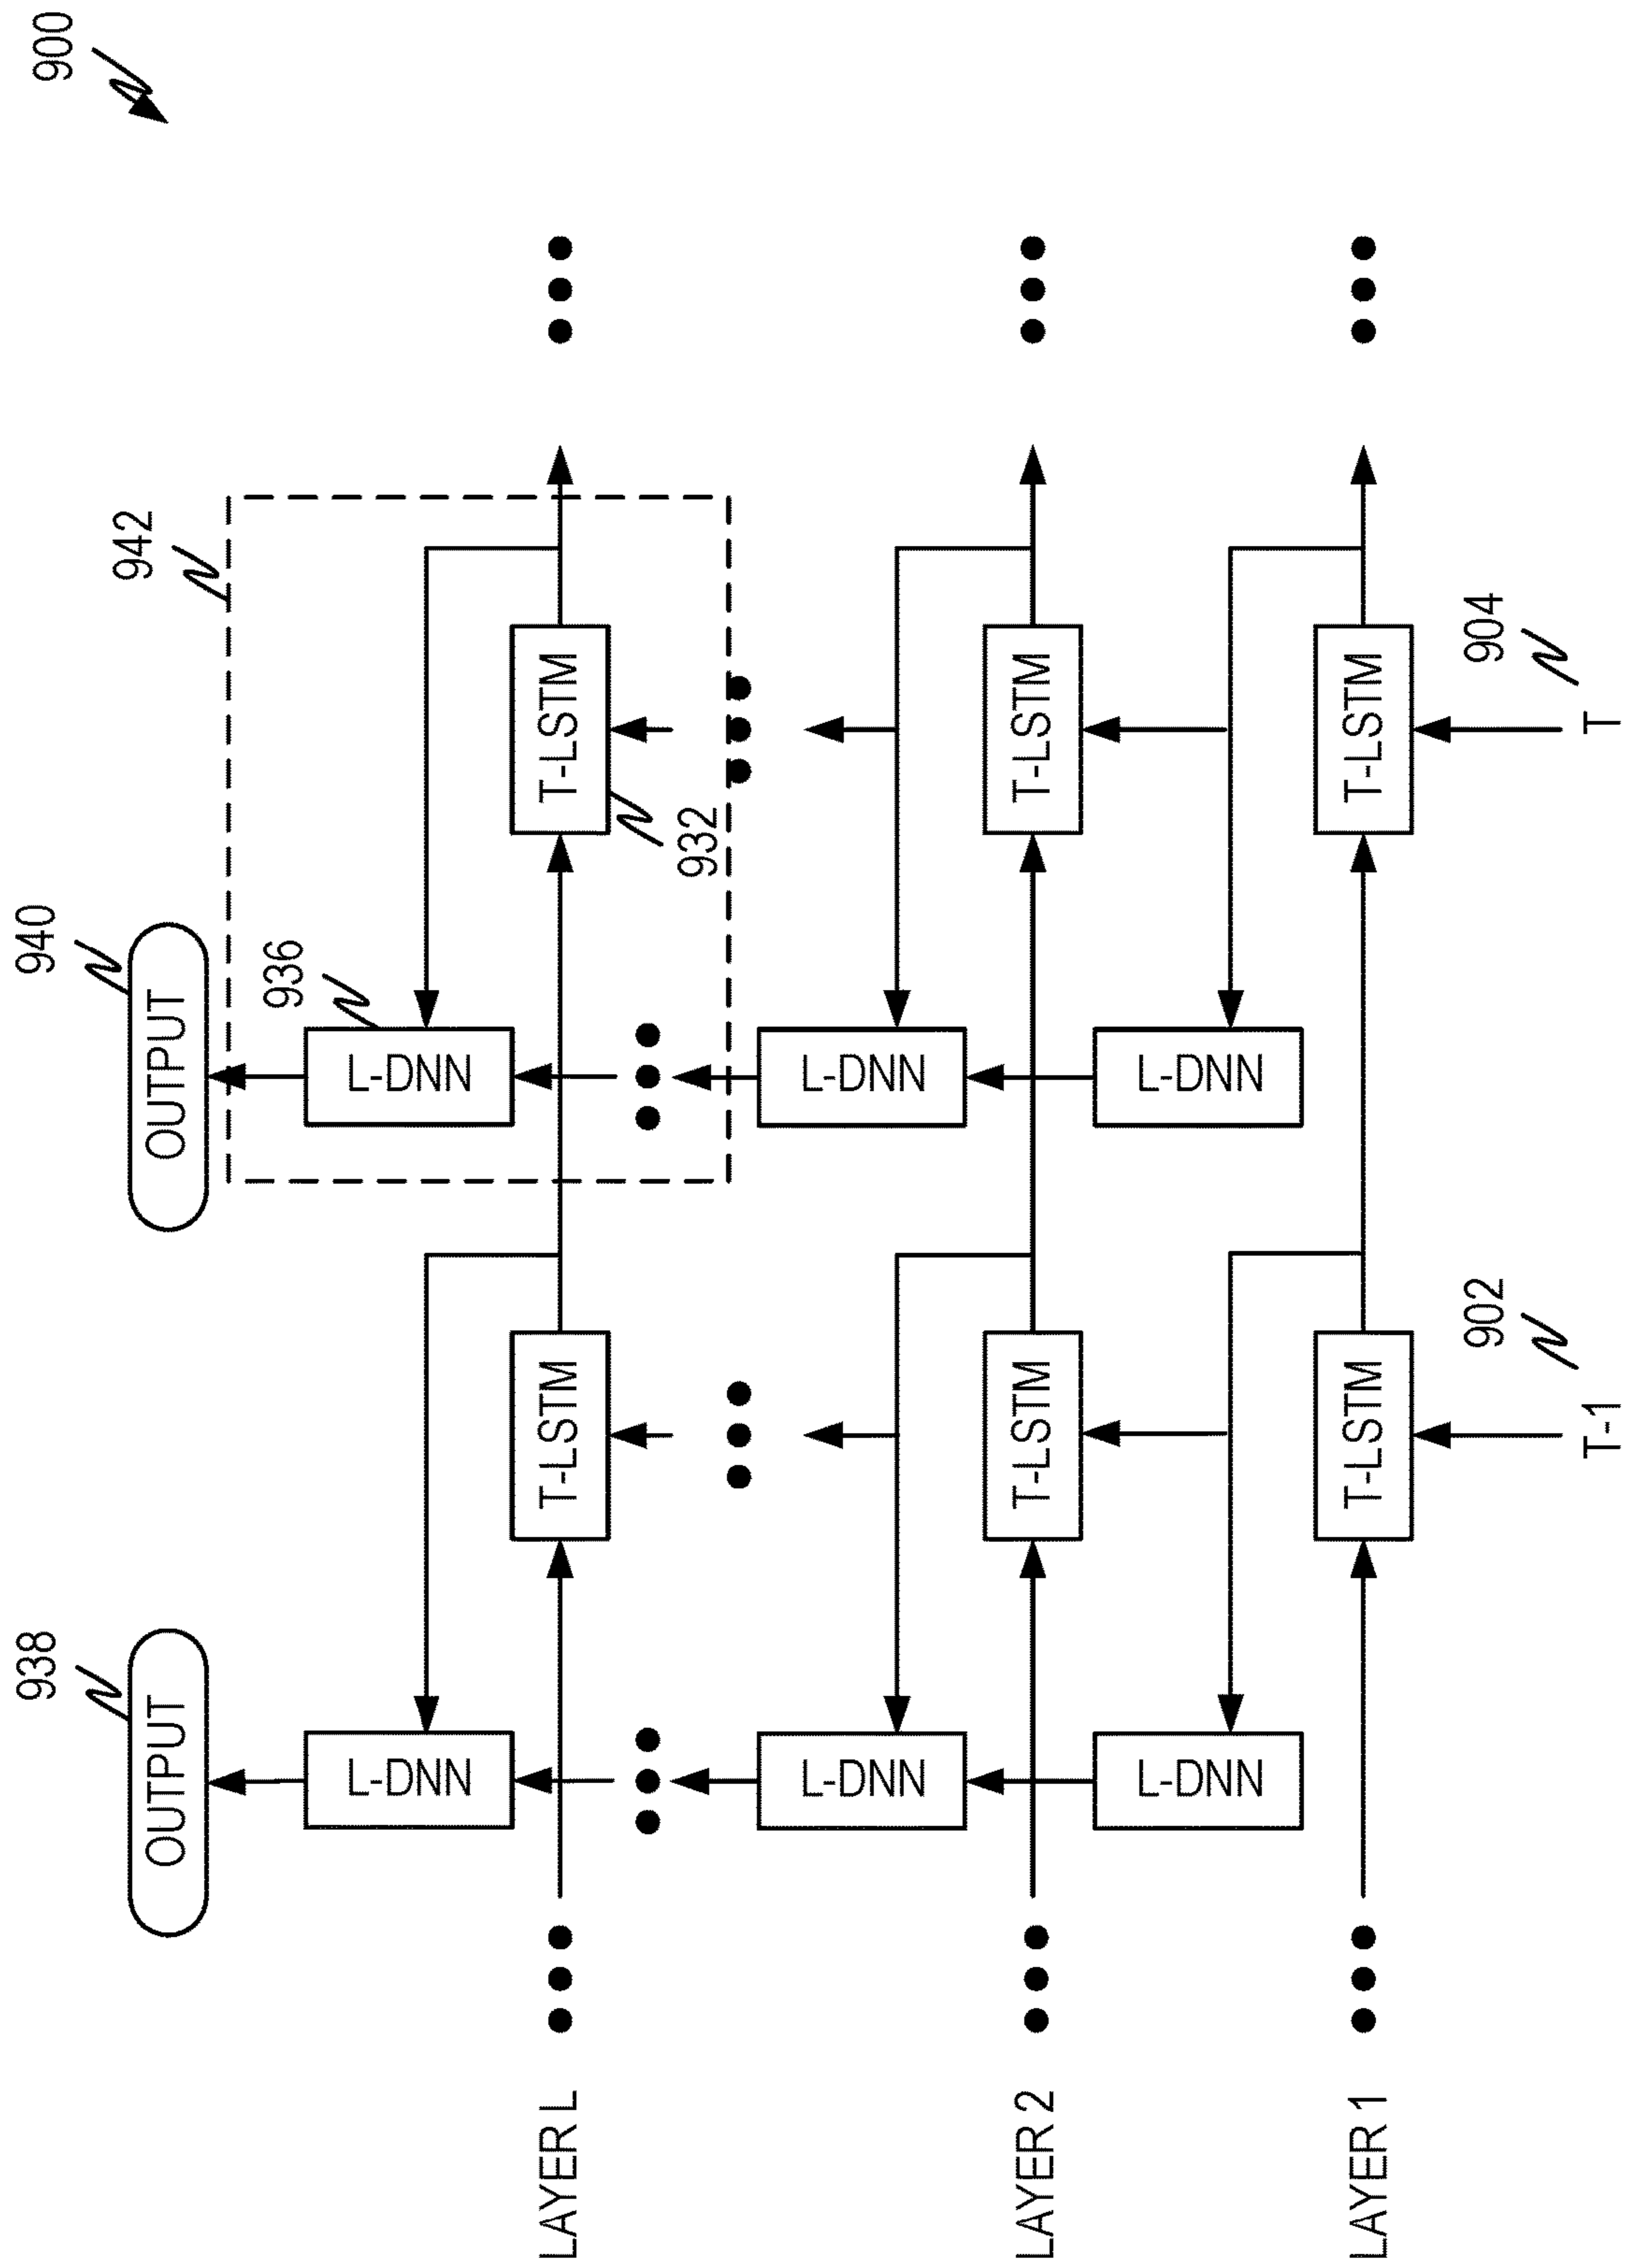 900
938
940
942
OUTPUT
OUTPUT
936
L-DNN
L-DNN
LAYER L
T-LSTM
T-LSTM
932
L-DNN
L-DNN
LAYER 2
T-LSTM
T-LSTM
L-DNN
L-DNN
LAYER 1
T-LSTM
T-LSTM
902
904
T-1
T